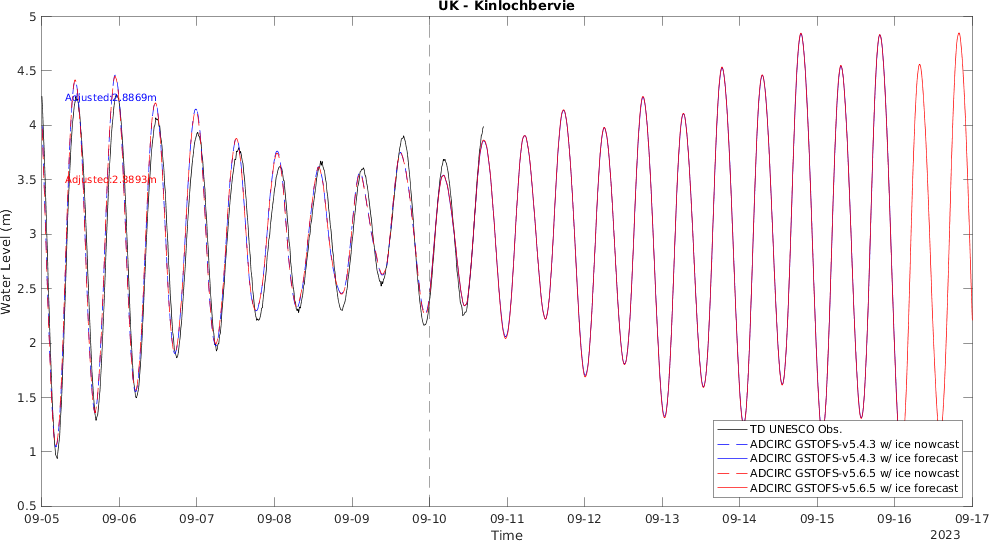 UK - Kinlochbervie
5
4.5
4
3.5
3
2.5
2
1.5
1
0.5
Water Level (m)
Adjusted:2.8869m
Adjusted:2.8893m
TD UNESCO Obs.
ADCIRC GSTOFS-v5.4.3 w/ ice nowcast
ADCIRC GSTOFS-v5.4.3 w/ ice forecast
ADCIRC GSTOFS-v5.6.5 w/ ice nowcast
ADCIRC GSTOFS-v5.6.5 w/ ice forecast
09-05 09-06 09-07 09-08 09-09 09-10 09-11 09-12 09-13 09-14 09-15 09-16 09-17
Time
2023